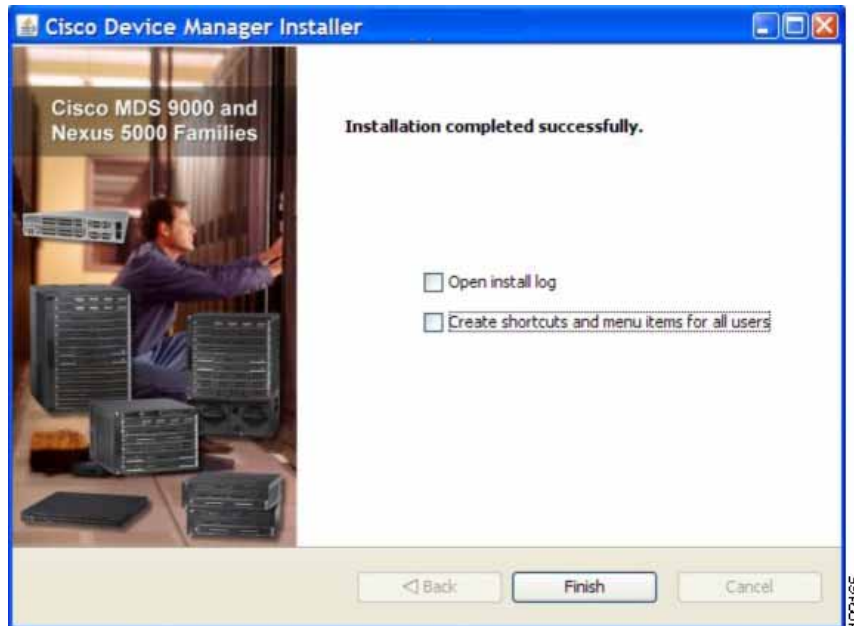 Cisco Device Manager Installer
Cisco MDS 9000 and
Nexus 5000 Families
Installation completed successfully.
Open install log
Create shortcuts and menu items for all users
Back
Finish
Cancel